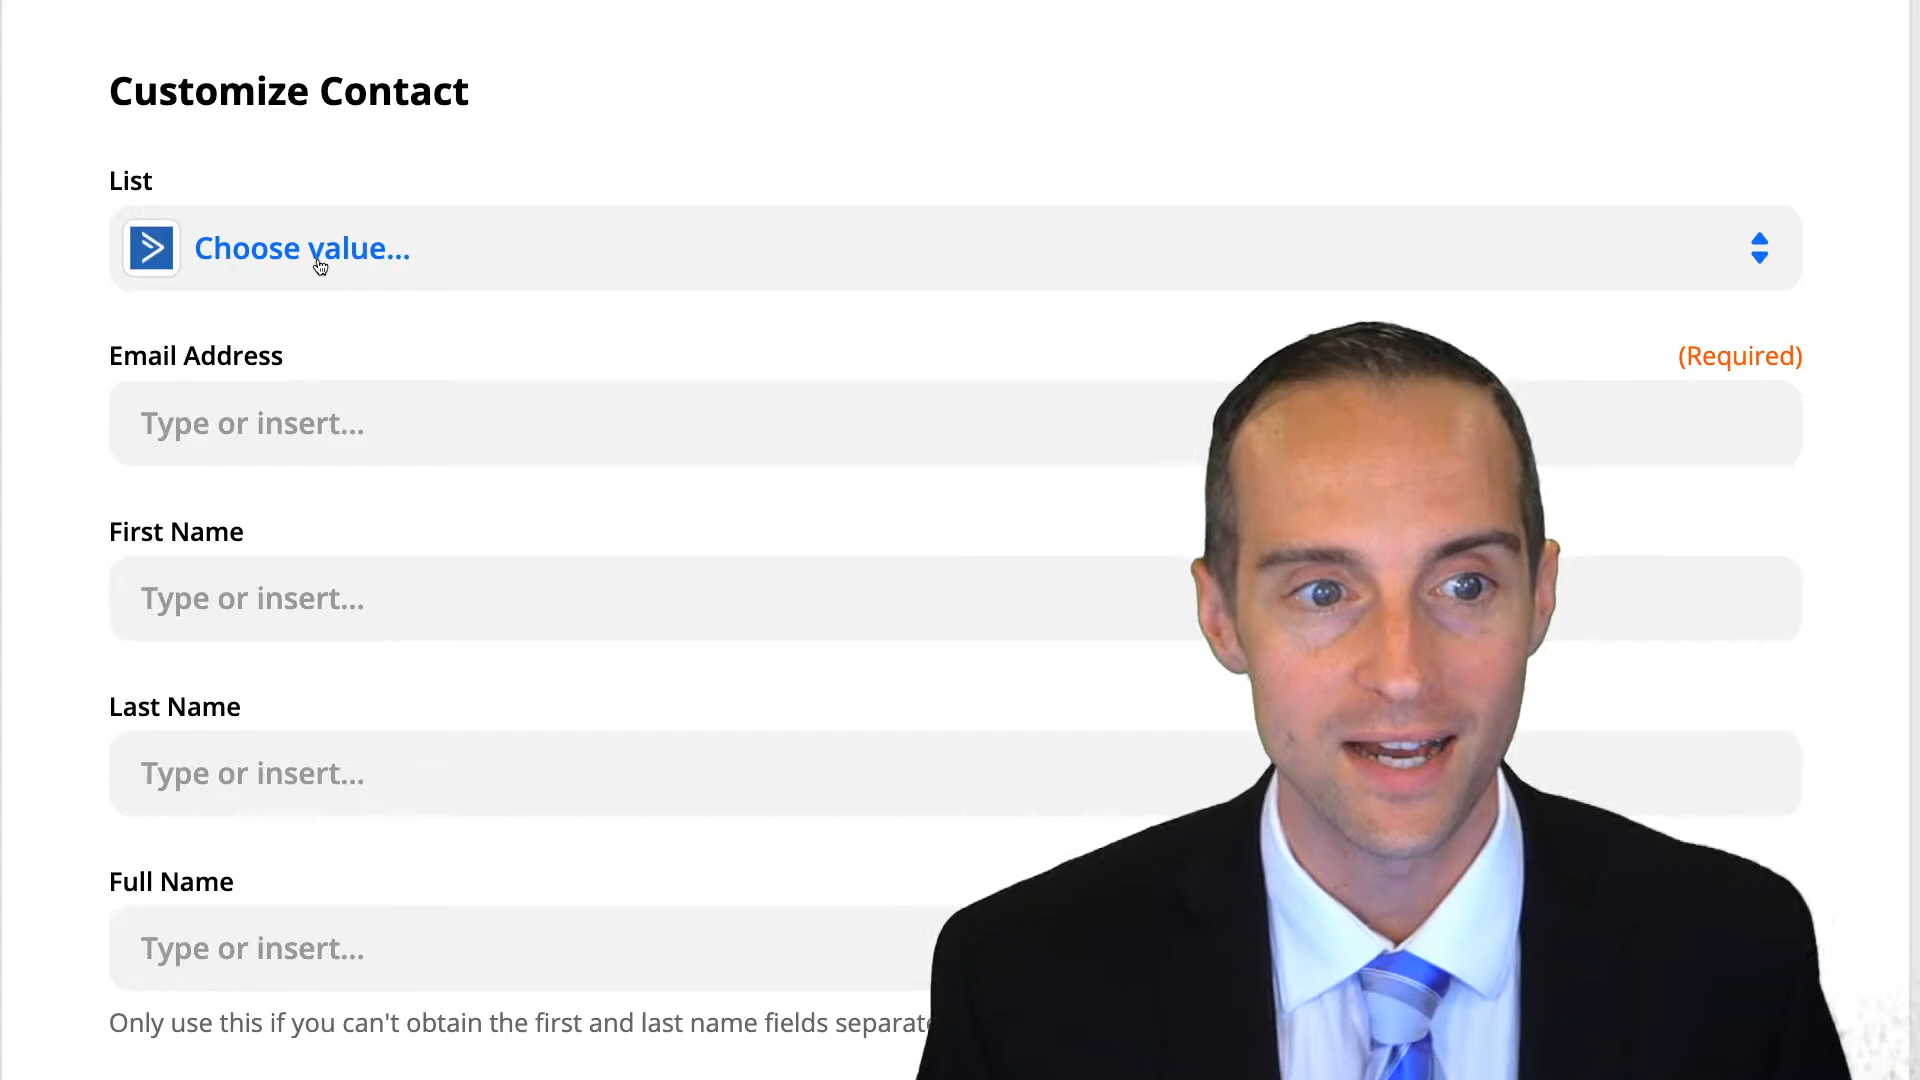 Customize Contact
List
Choose value...
Email Address
(Required)
Type or insert...
First Name
Type or insert...
Last Name
Type or insert...
Full Name
Type or insert...
Only use this if you can't obtain the first and last name fields